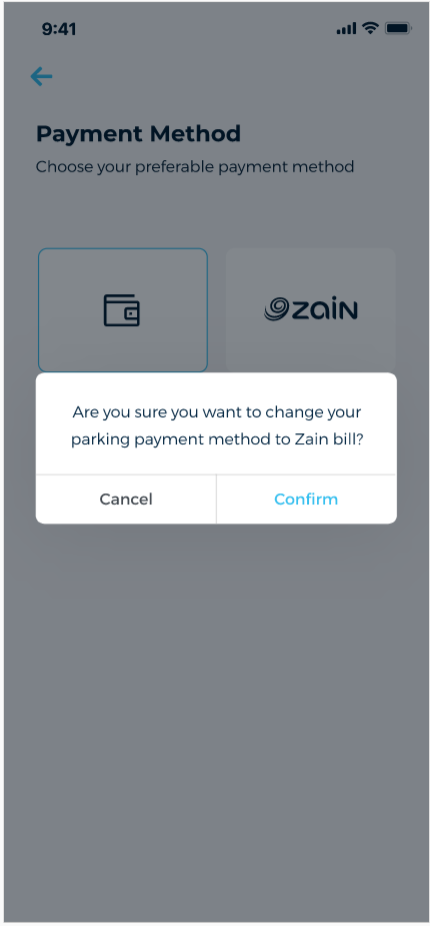 9:41
Payment Method
Choose your preferable payment method
zain
Are you sure you want to change your
parking payment method to Zain bill?
Cancel
Confirm